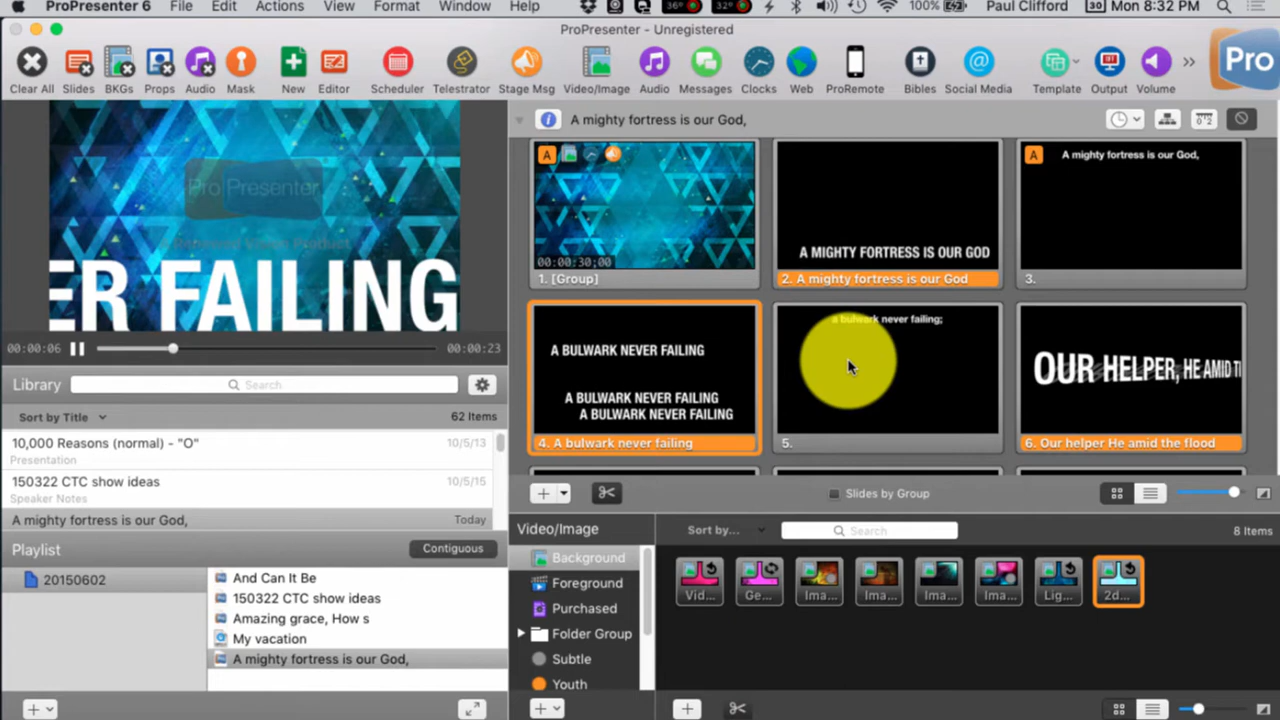 ProPresenter 6 File Edit Actions View Format Window Help 36° 32° 100% Paul Clifford 30 Mon 8:32 PM
ProPresenter - Unregistered
Clear All Slides BKGs Props Audio Mask New Editor Scheduler Telestrator Stage Msg Video/Image Audio Messages Clocks Web ProRemote Bibles Social Media Template Output Volume Pro
Pro Presenter
A Renewed Vision Product
ER FAILING
00:00:06 00:00:23
Library Search
Sort by Title 62 Items
10,000 Reasons (normal) - "O" 10/5/13
Presentation
150322 CTC show ideas 10/5/15
Speaker Notes
A mighty fortress is our God, Today
Playlist Contiguous
20150602
And Can It Be
150322 CTC show ideas
Amazing grace, How s
My vacation
A mighty fortress is our God,
A mighty fortress is our God,
A
00:00:30;00
1. [Group]
A MIGHTY FORTRESS IS OUR GOD
2. A mighty fortress is our God
A A mighty fortress is our God,
3.
A BULWARK NEVER FAILING
A BULWARK NEVER FAILING
A BULWARK NEVER FAILING
4. A bulwark never failing
a bulwark never failing;
5.
OUR HELPER, HE AMID TI
6. Our helper He amid the flood
Slides by Group
Video/Image Sort by... Search 8 Items
Background
Foreground
Purchased
Folder Group
Subtle
Youth
Vid... Ge... Ima... Ima... Ima... Ima... Lig... 2d...